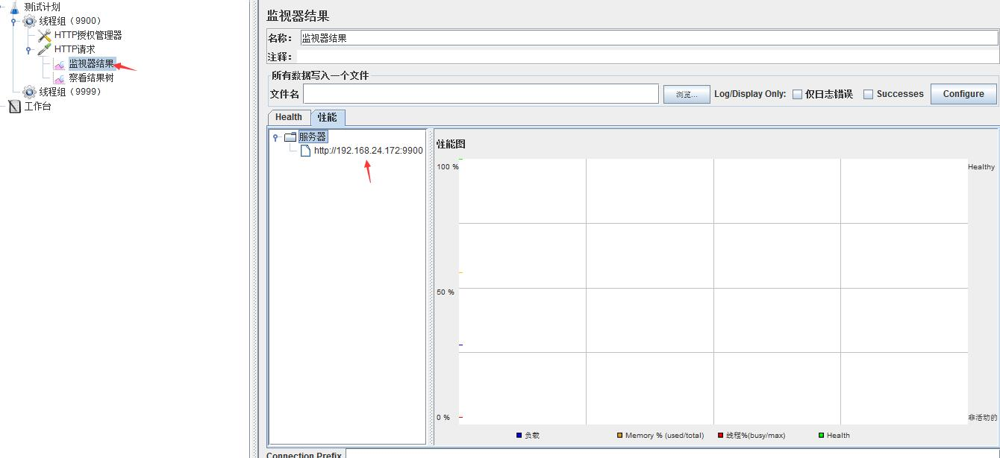 测试计划
线程组（9900）
HTTP授权管理器
HTTP请求
监视器结果
察看结果树
线程组（9999）
工作台
监视器结果
名称： 监视器结果
注释：
所有数据写入一个文件
文件名 浏览... Log/Display Only: 仅日志错误 Successes Configure
Health 性能
服务器
http://192.168.24.172:9900
性能图
100 % Healthy
50 %
0 % 非活动的
负载 Memory % (used/total) 线程%(busy/max) Health
Connection Prefix